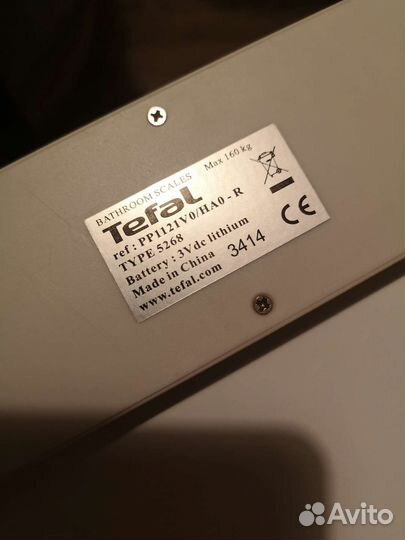 BATHROOM SCALES Max 160 kg
Tefal
ref : PP1121V0/HA0 - R
TYPE 5268
Battery : 3Vdc lithium
Made in China 3414
www.tefal.com
CE
Avito